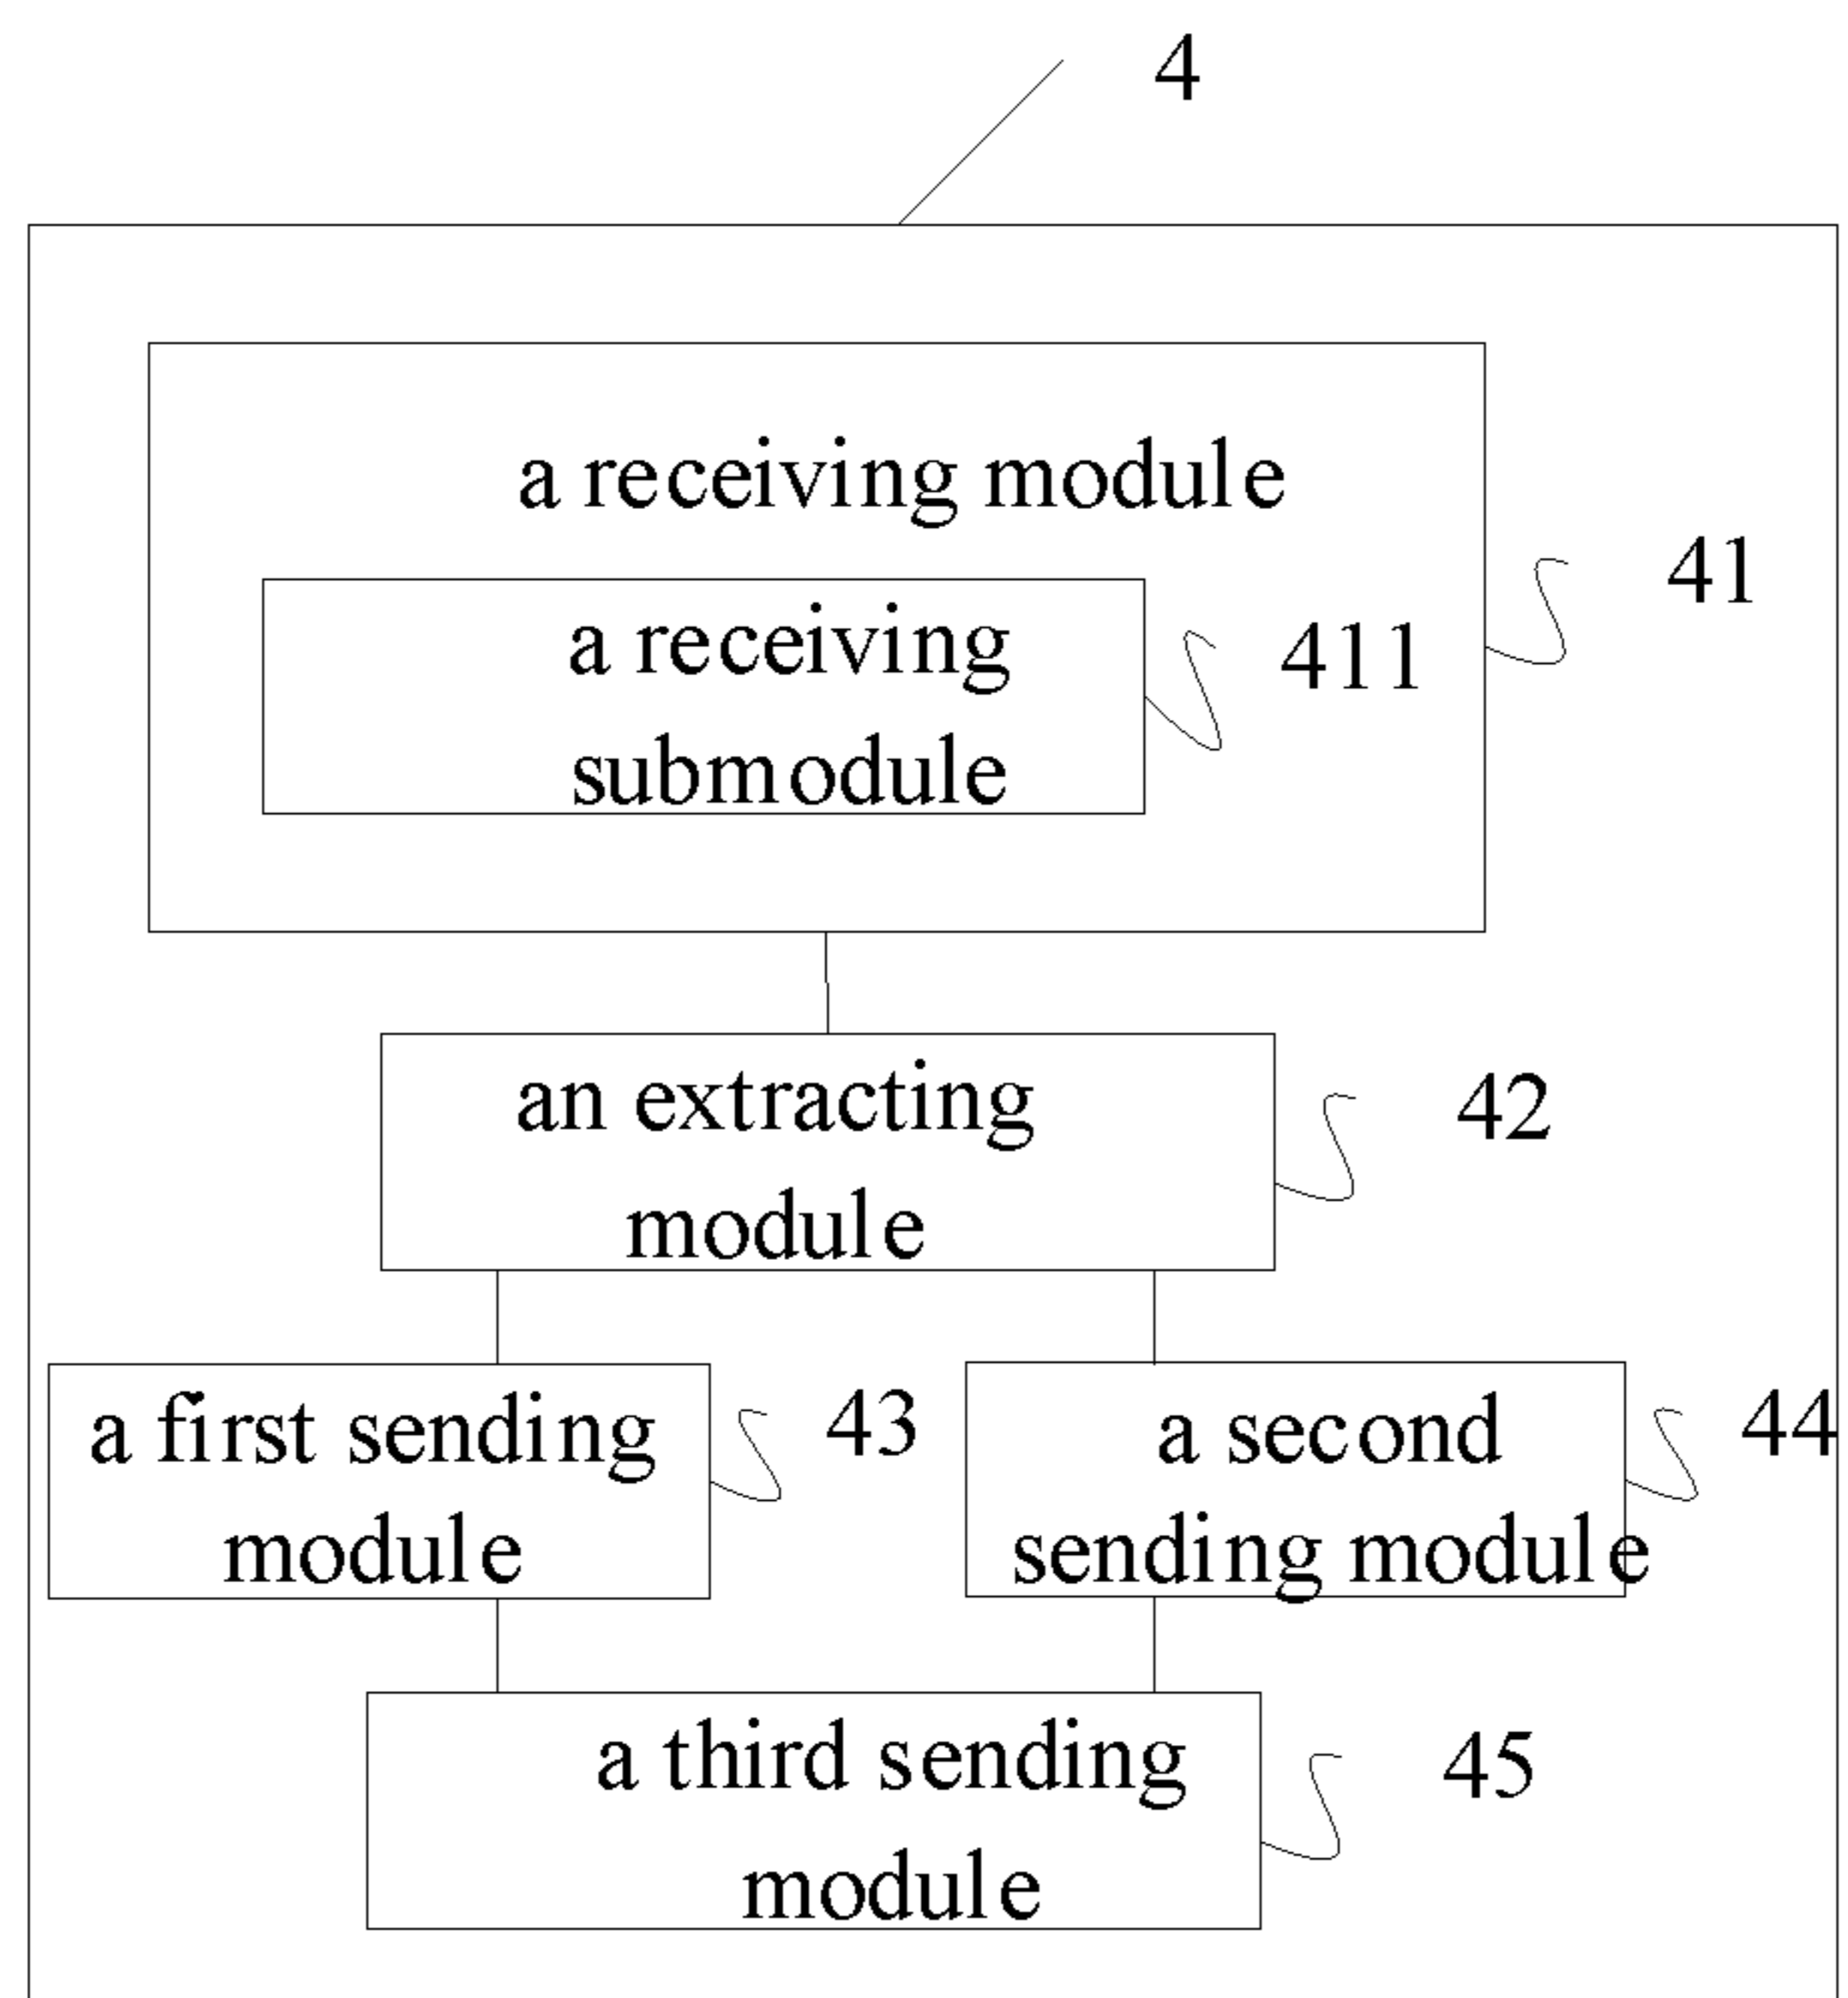 4
a receiving module
41
a receiving
submodule
411
an extracting
module
42
a first sending
module
43
a second
sending module
44
a third sending
module
45